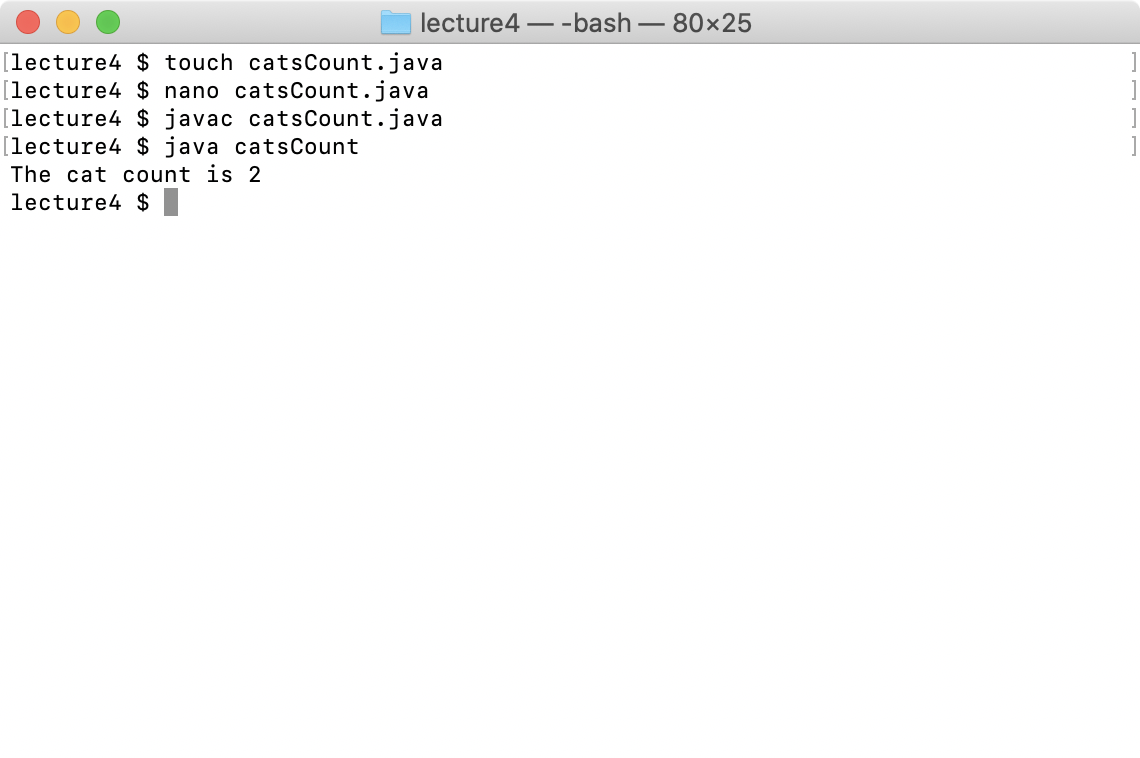 lecture4 — -bash — 80×25
[lecture4 $ touch catsCount.java ]
[lecture4 $ nano catsCount.java ]
[lecture4 $ javac catsCount.java ]
[lecture4 $ java catsCount ]
The cat count is 2
lecture4 $